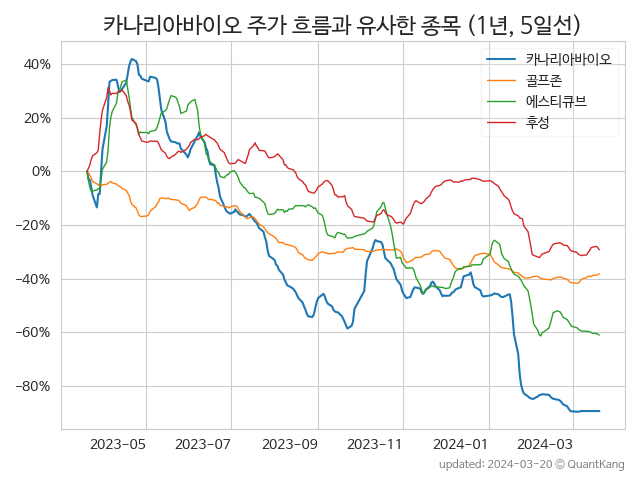 카나리아바이오 주가 흐름과 유사한 종목 (1년, 5일선)
카나리아바이오
골프존
에스티큐브
후성
40%
20%
0%
−20%
−40%
−60%
−80%
2023-05
2023-07
2023-09
2023-11
2024-01
2024-03
updated: 2024-03-20 © QuantKang